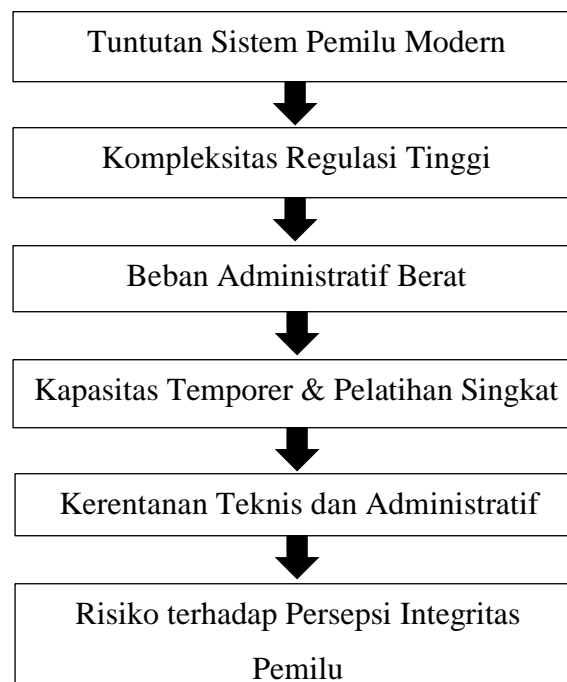 Tuntutan Sistem Pemilu Modern
Kompleksitas Regulasi Tinggi
Beban Administratif Berat
Kapasitas Temporer & Pelatihan Singkat
Kerentanan Teknis dan Administratif
Risiko terhadap Persepsi Integritas
Pemilu